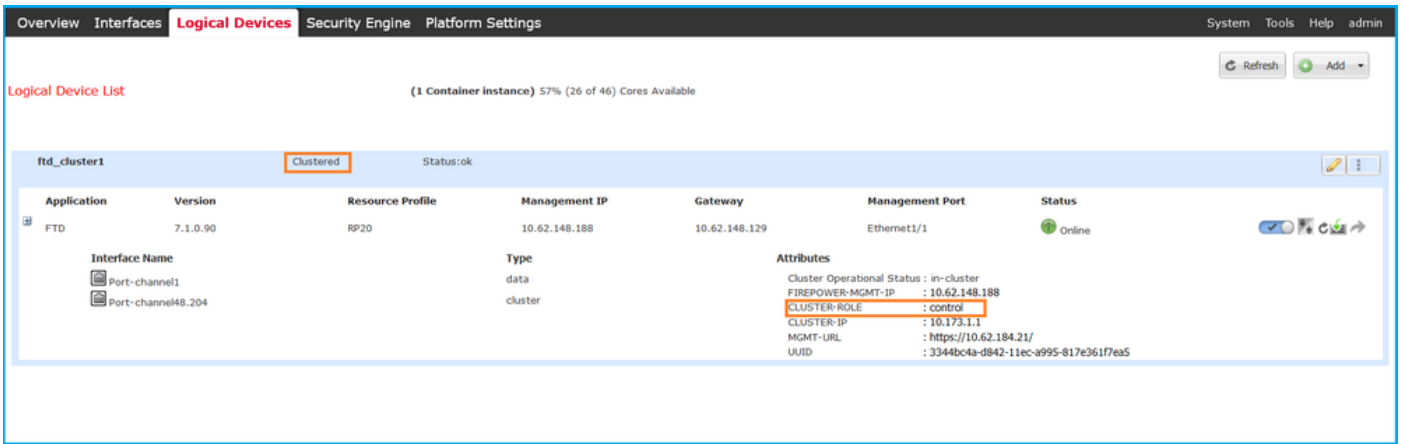 Overview Interfaces Logical Devices Security Engine Platform Settings System Tools Help admin
Refresh Add
Logical Device List (1 Container instance) 57% (26 of 46) Cores Available
ftd_cluster1 Clustered Status:ok
Application Version Resource Profile Management IP Gateway Management Port Status
FTD 7.1.0.90 RP20 10.62.148.188 10.62.148.129 Ethernet1/1 Online
Interface Name Type Attributes
Port-channel1 data Cluster Operational Status : in-cluster
FIREPOWER-MGMT-IP : 10.62.148.188
Port-channel48.204 cluster CLUSTER-ROLE : control
CLUSTER-IP : 10.173.1.1
MGMT-URL : https://10.62.184.21/
UUID : 3344bc4a-d842-11ec-a995-817e361f7ea5